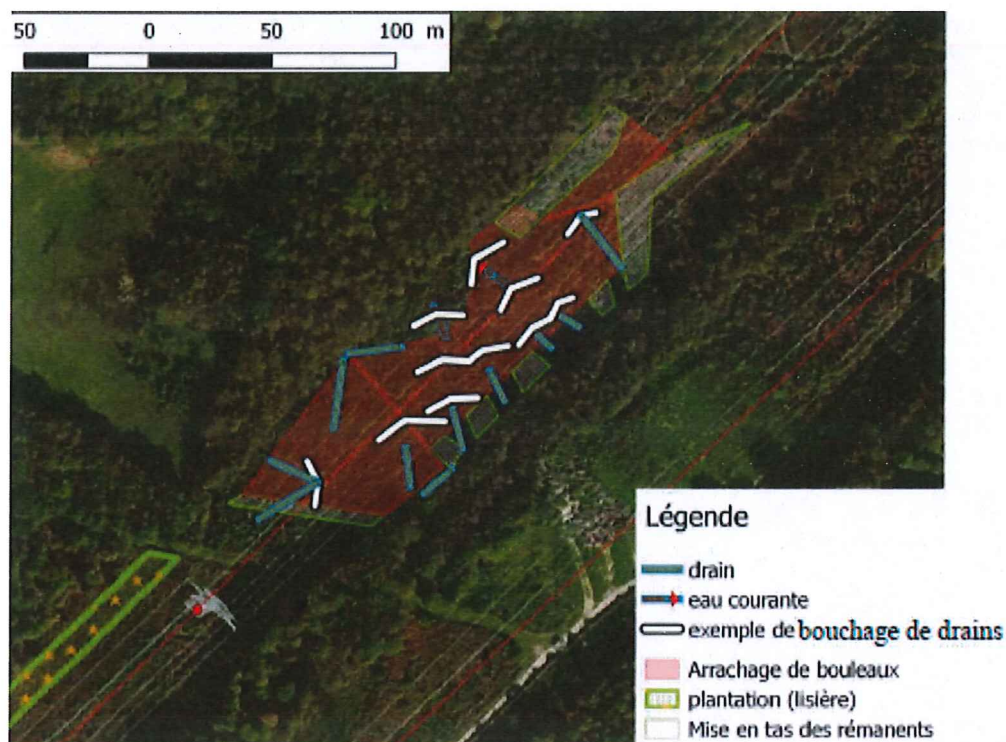 50 0 50 100 m
Légende
drain
eau courante
exemple de bouchage de drains
Arrachage de bouleaux
plantation (lisière)
Mise en tas des rémanents